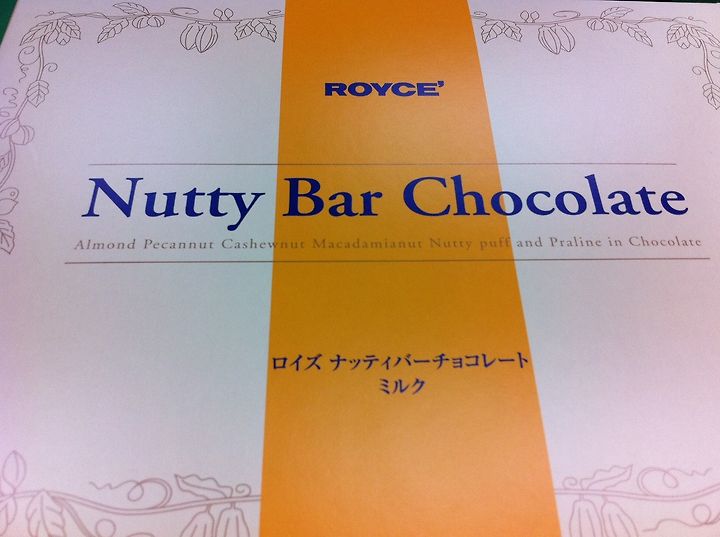 ROYCE'
Nutty Bar Chocolate
Almond Pecannut Cashewnut Macadamianut Nutty puff and Praline in Chocolate
ロイズ ナッティバーチョコレート
ミルク